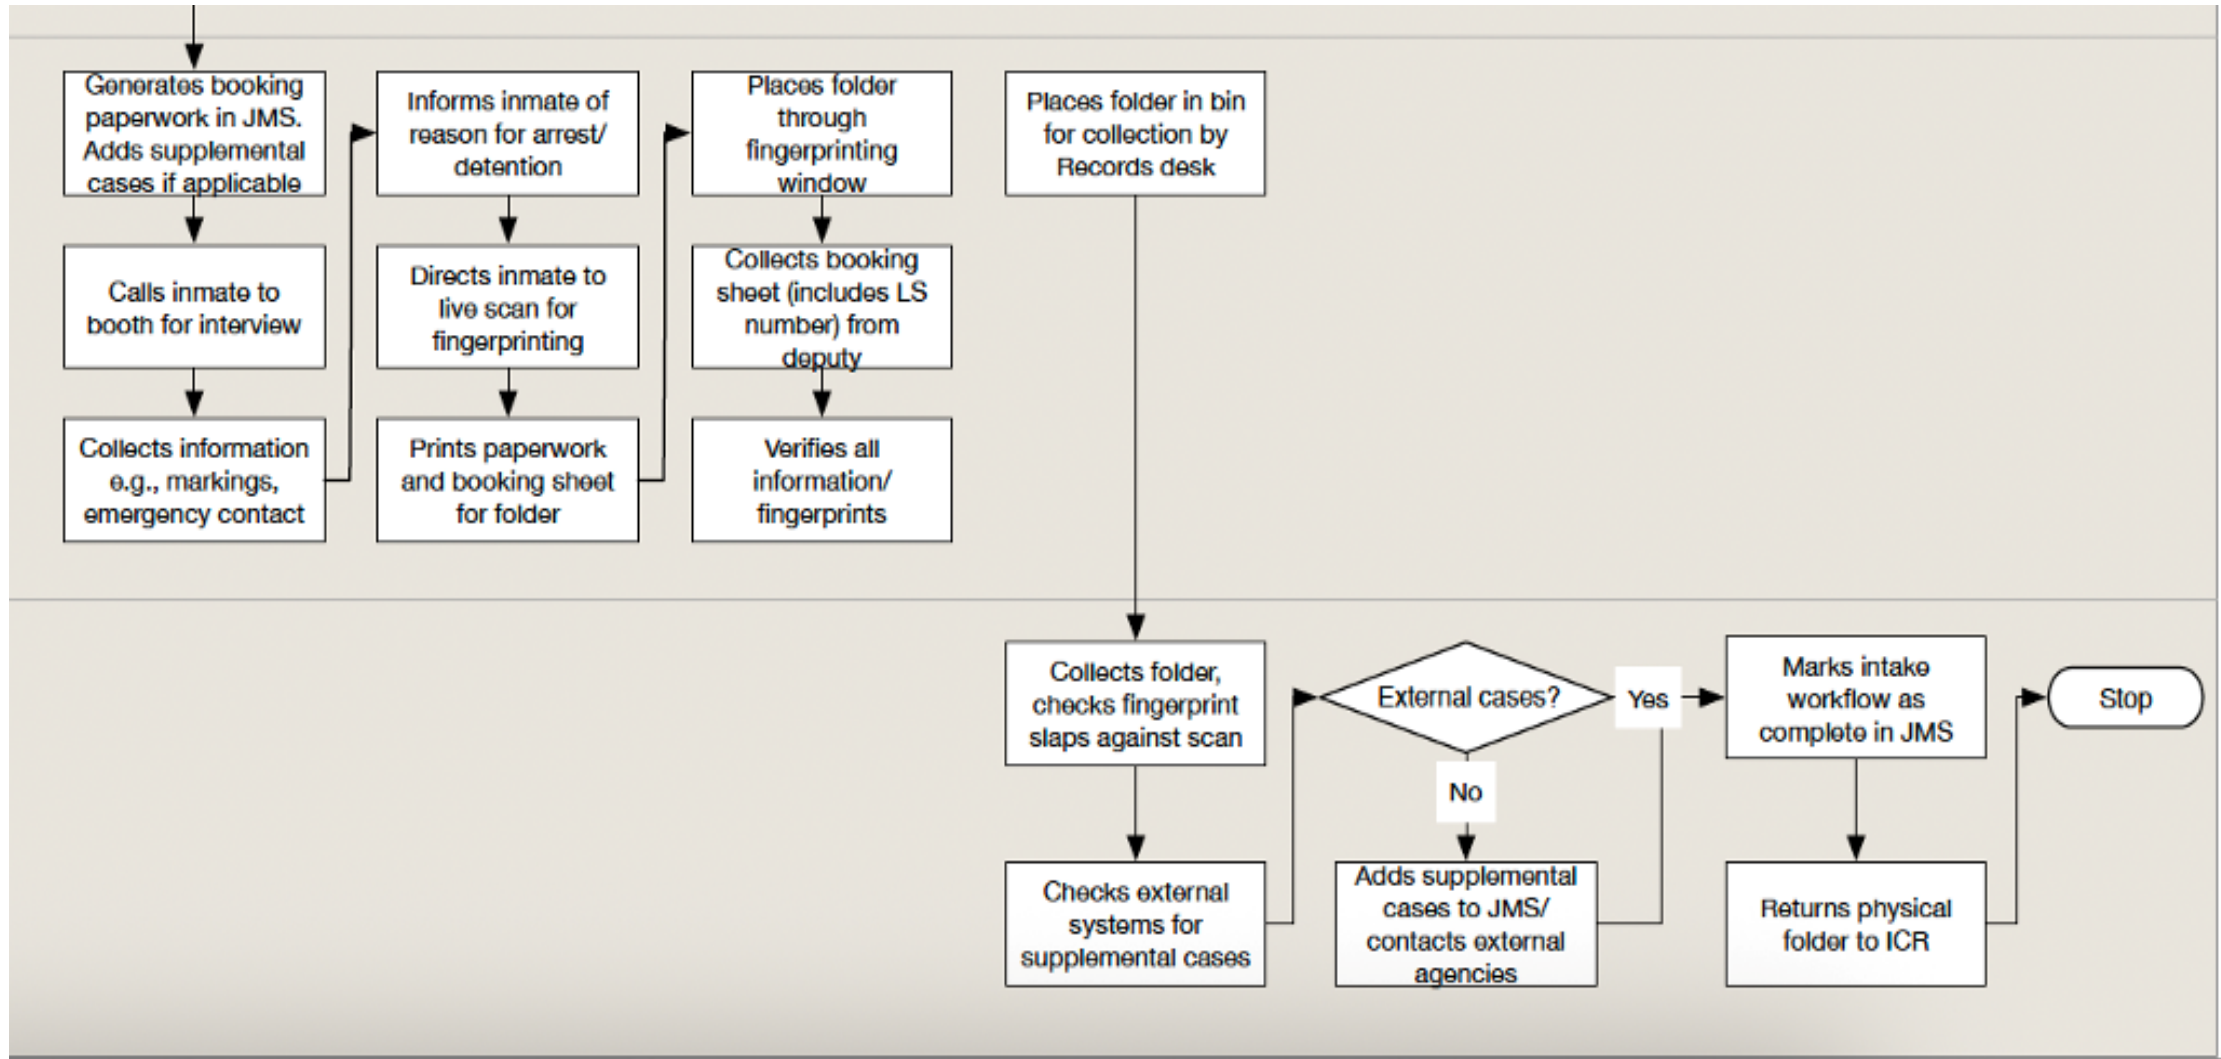 Generates booking
paperwork in JMS.
Adds supplemental
cases if applicable
Calls inmate to
booth for interview
Collects information
e.g., markings,
emergency contact
Informs inmate of
reason for arrest/
detention
Directs inmate to
live scan for
fingerprinting
Prints paperwork
and booking sheet
for folder
Places folder
through
fingerprinting
window
Collects booking
sheet (includes LS
number) from
deputy
Verifies all
information/
fingerprints
Places folder in bin
for collection by
Records desk
Collects folder,
checks fingerprint
slaps against scan
Checks external
systems for
supplemental cases
External cases?
Yes
No
Adds supplemental
cases to JMS/
contacts external
agencies
Marks intake
workflow as
complete in JMS
Returns physical
folder to ICR
Stop